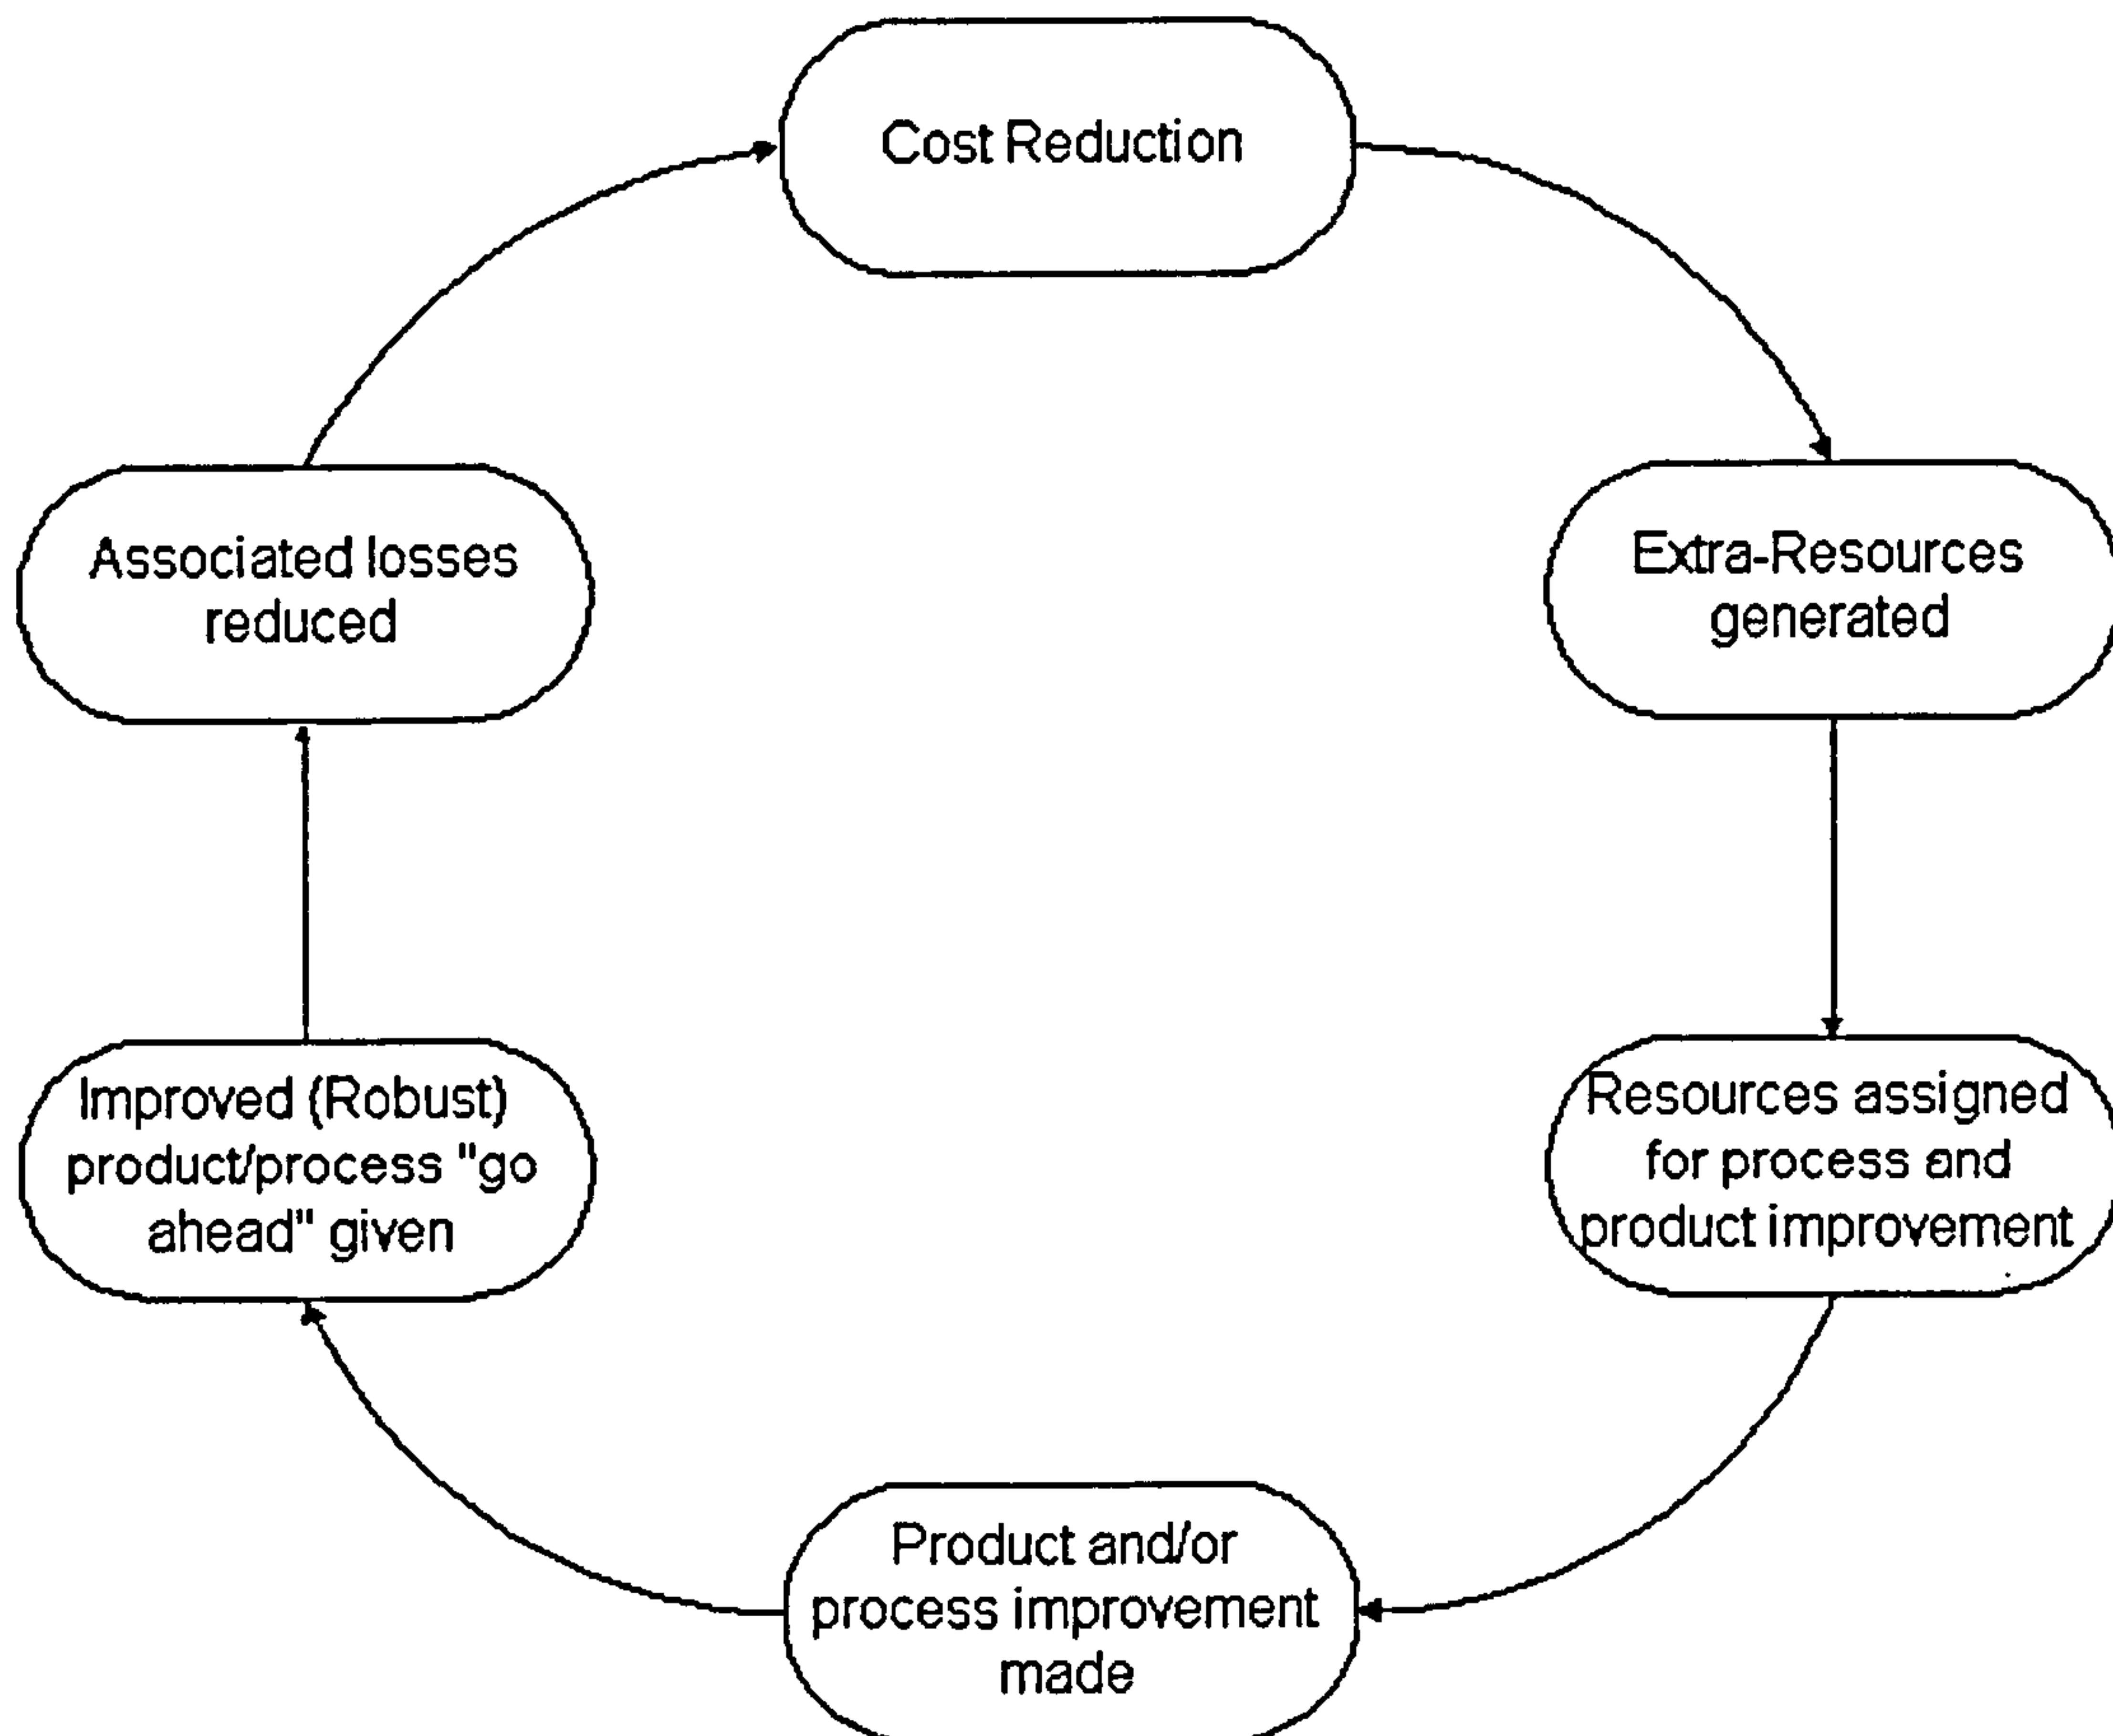 Cost Reduction
Extra-Resources
generated
Resources assigned
for process and
product improvement
Product and/or
process improvement
made
Improved (Robust)
product/process "go
ahead" given
Associated losses
reduced